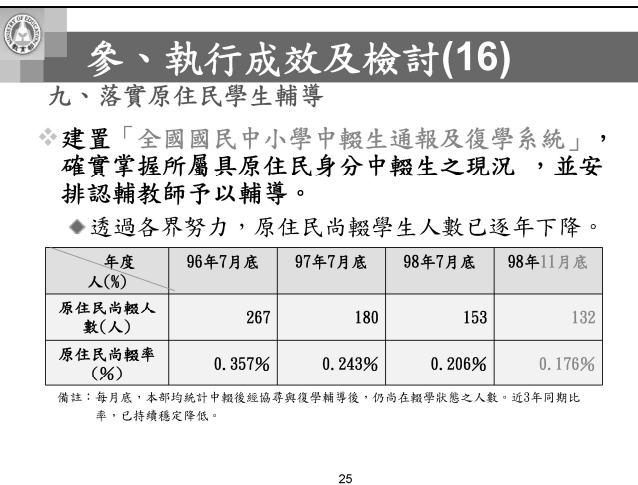 MINISTRY OF EDUCATION
教育部
參、執行成效及檢討(16)
九、落實原住民學生輔導
建置「全國國民中小學中輟生通報及復學系統」，
確實掌握所屬具原住民身分中輟生之現況 ，並安
排認輔教師予以輔導。
透過各界努力，原住民尚輟學生人數已逐年下降。
年度 96年7月底 97年7月底 98年7月底 98年11月底
人(%)
原住民尚輟人
數(人) 267 180 153 132
原住民尚輟率
(%) 0.357% 0.243% 0.206% 0.176%
備註：每月底，本部均統計中輟後經協尋與復學輔導後，仍尚在輟學狀態之人數。近3年同期比
率，已持續穩定降低。
25